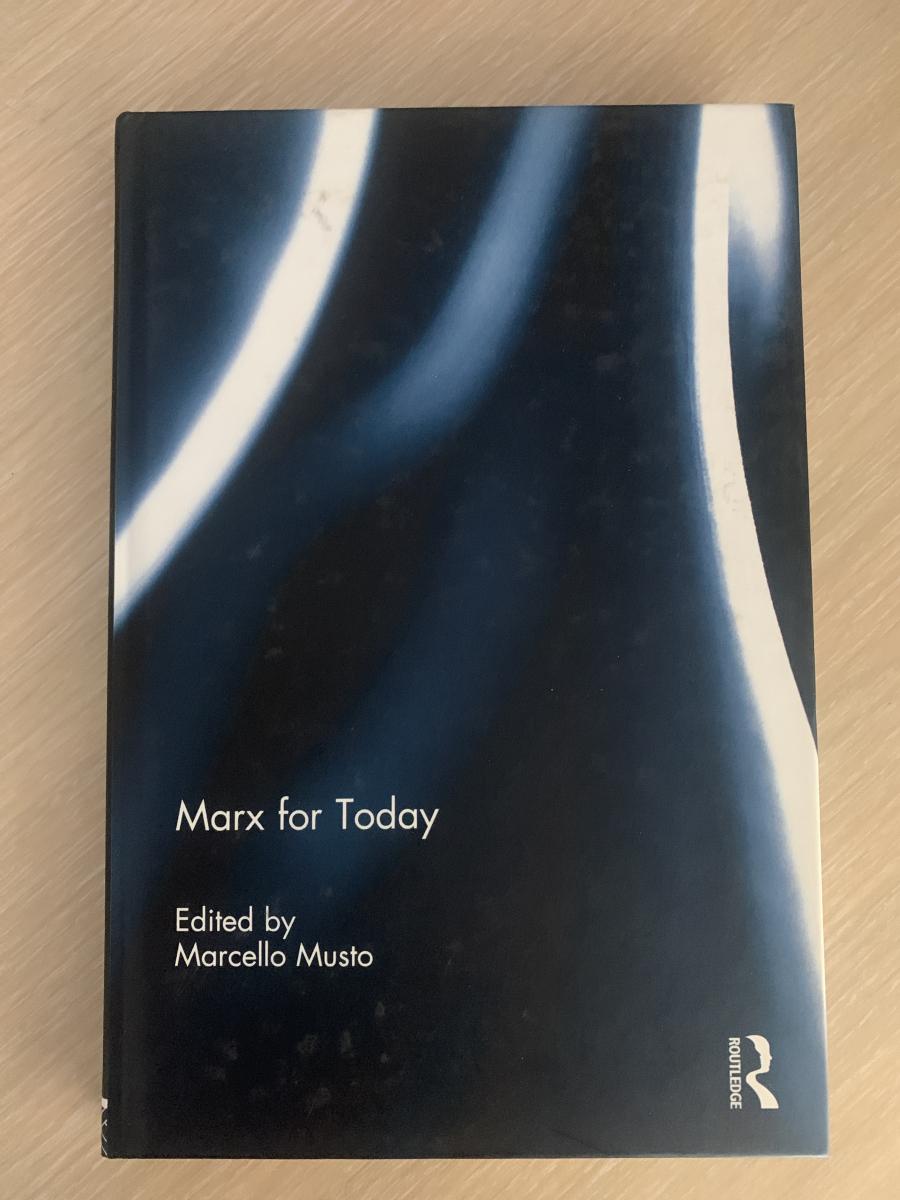 Marx for Today
Edited by
Marcello Musto
ROUTLEDGE